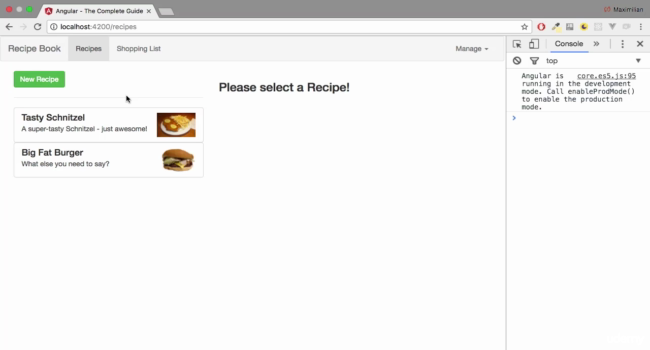 Angular - The Complete Guide
Maximilian
localhost:4200/recipes
Recipe Book
Recipes
Shopping List
Manage
New Recipe
Please select a Recipe!
Tasty Schnitzel
A super-tasty Schnitzel - just awesome!
Big Fat Burger
What else you need to say?
Console
top
Angular is core.es5.js:95
running in the development
mode. Call enableProdMode()
to enable the production
mode.